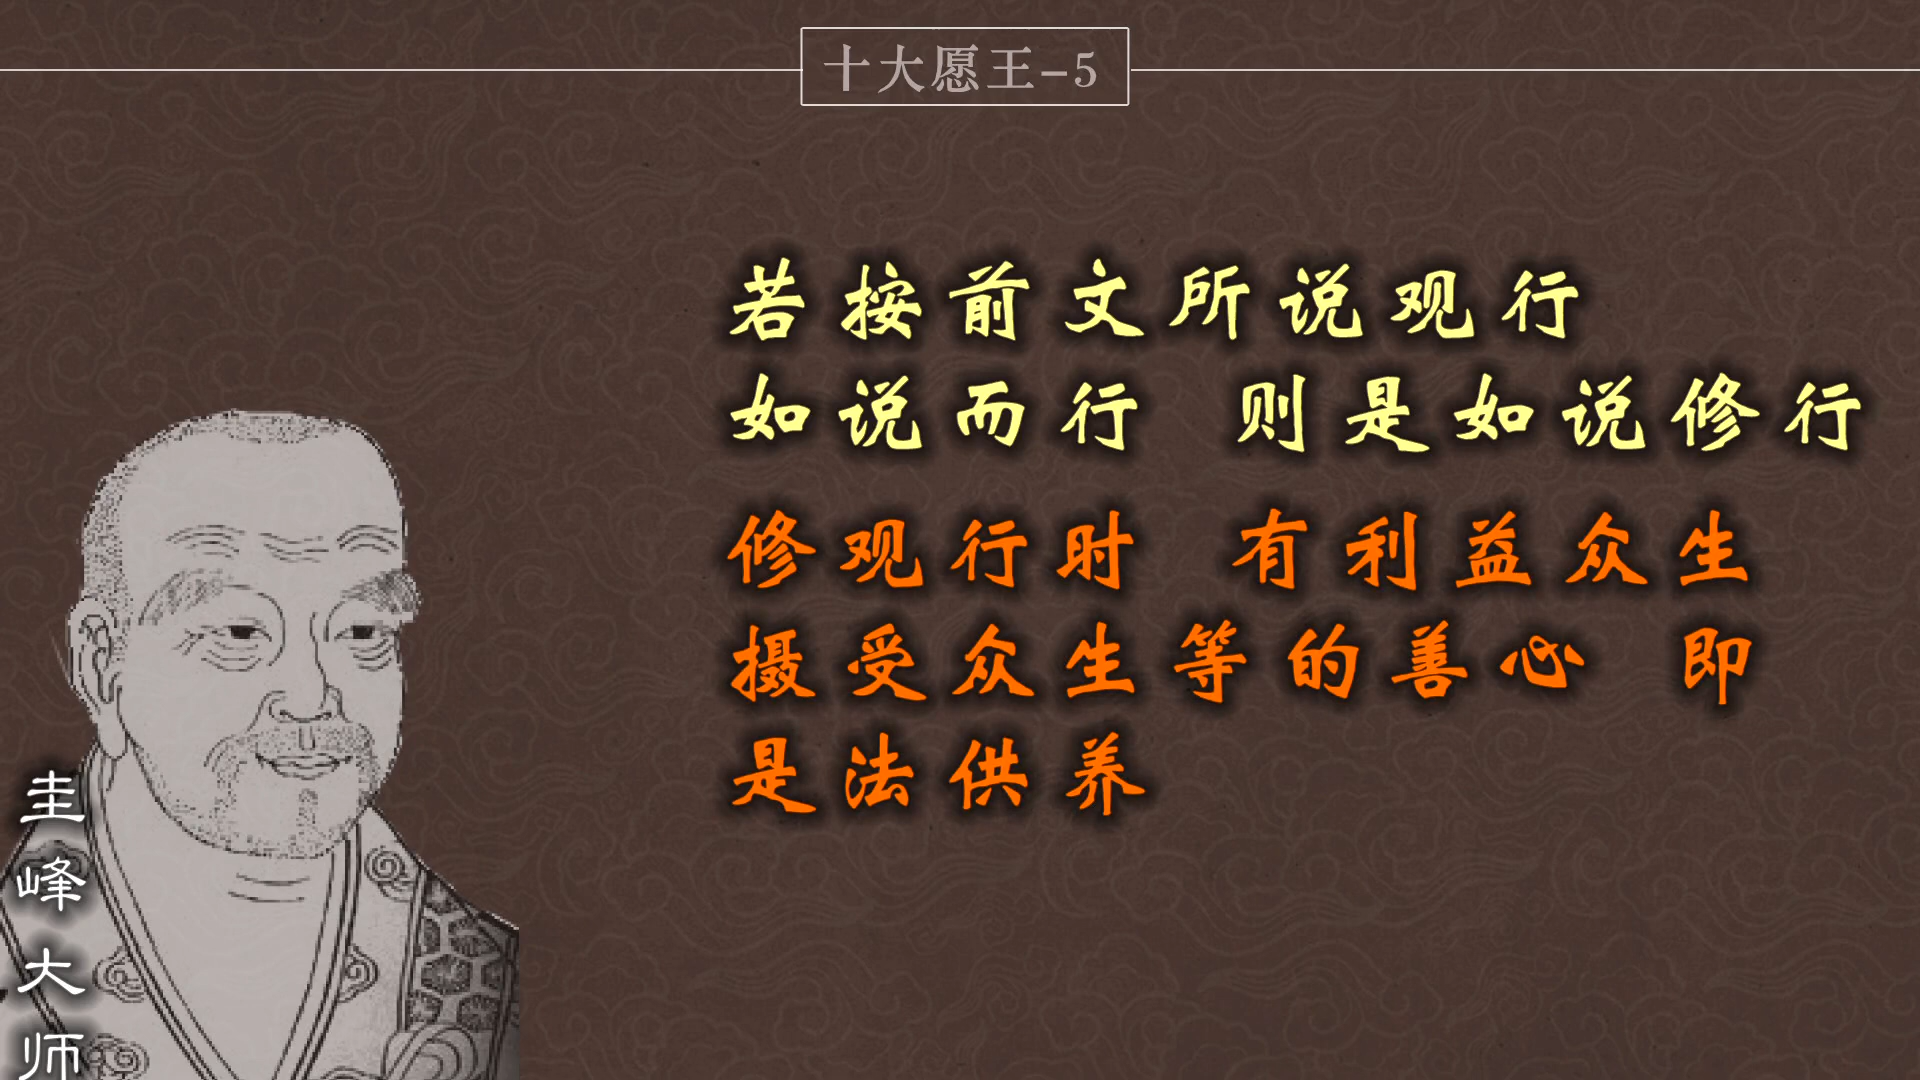 十大愿王-5
若按前文所说观行
如说而行 则是如说修行
修观行时 有利益众生
摄受众生等的善心 即
是法供养
圭峰大师